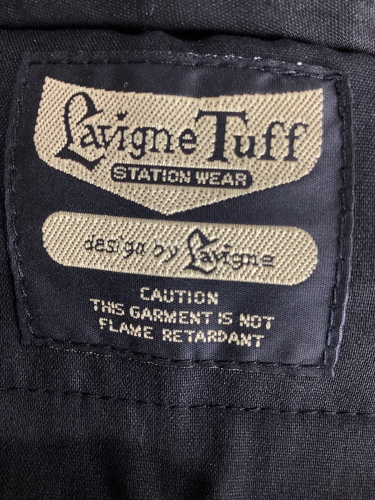 Lavigne Tuff
STATION WEAR
design by Lavigne
CAUTION
THIS GARMENT IS NOT
FLAME RETARDANT